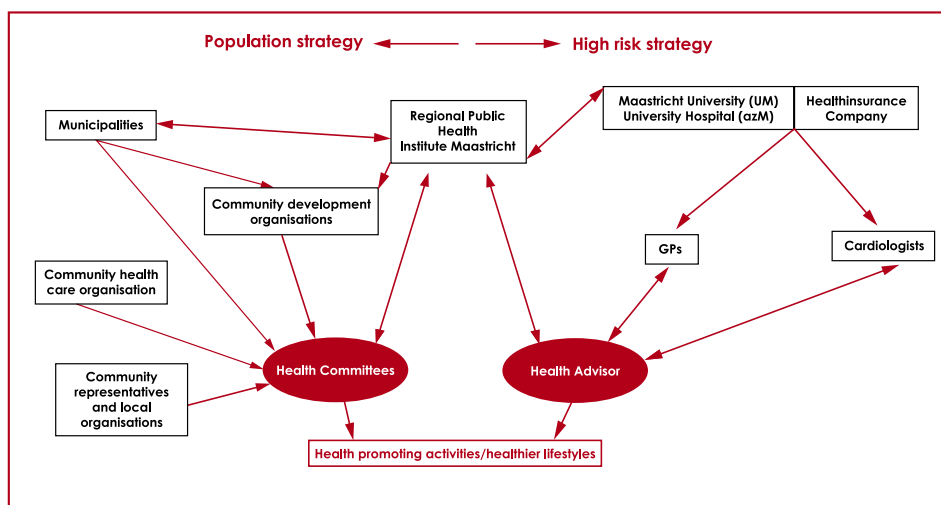 Population strategy
High risk strategy
Municipalities
Regional Public
Health
Institute Maastricht
Maastricht University (UM)
University Hospital (azM)
Healthinsurance
Company
Community development
organisations
GPs
Cardiologists
Community health
care organisation
Health Committees
Health Advisor
Community
representatives
and local
organisations
Health promoting activities/healthier lifestyles